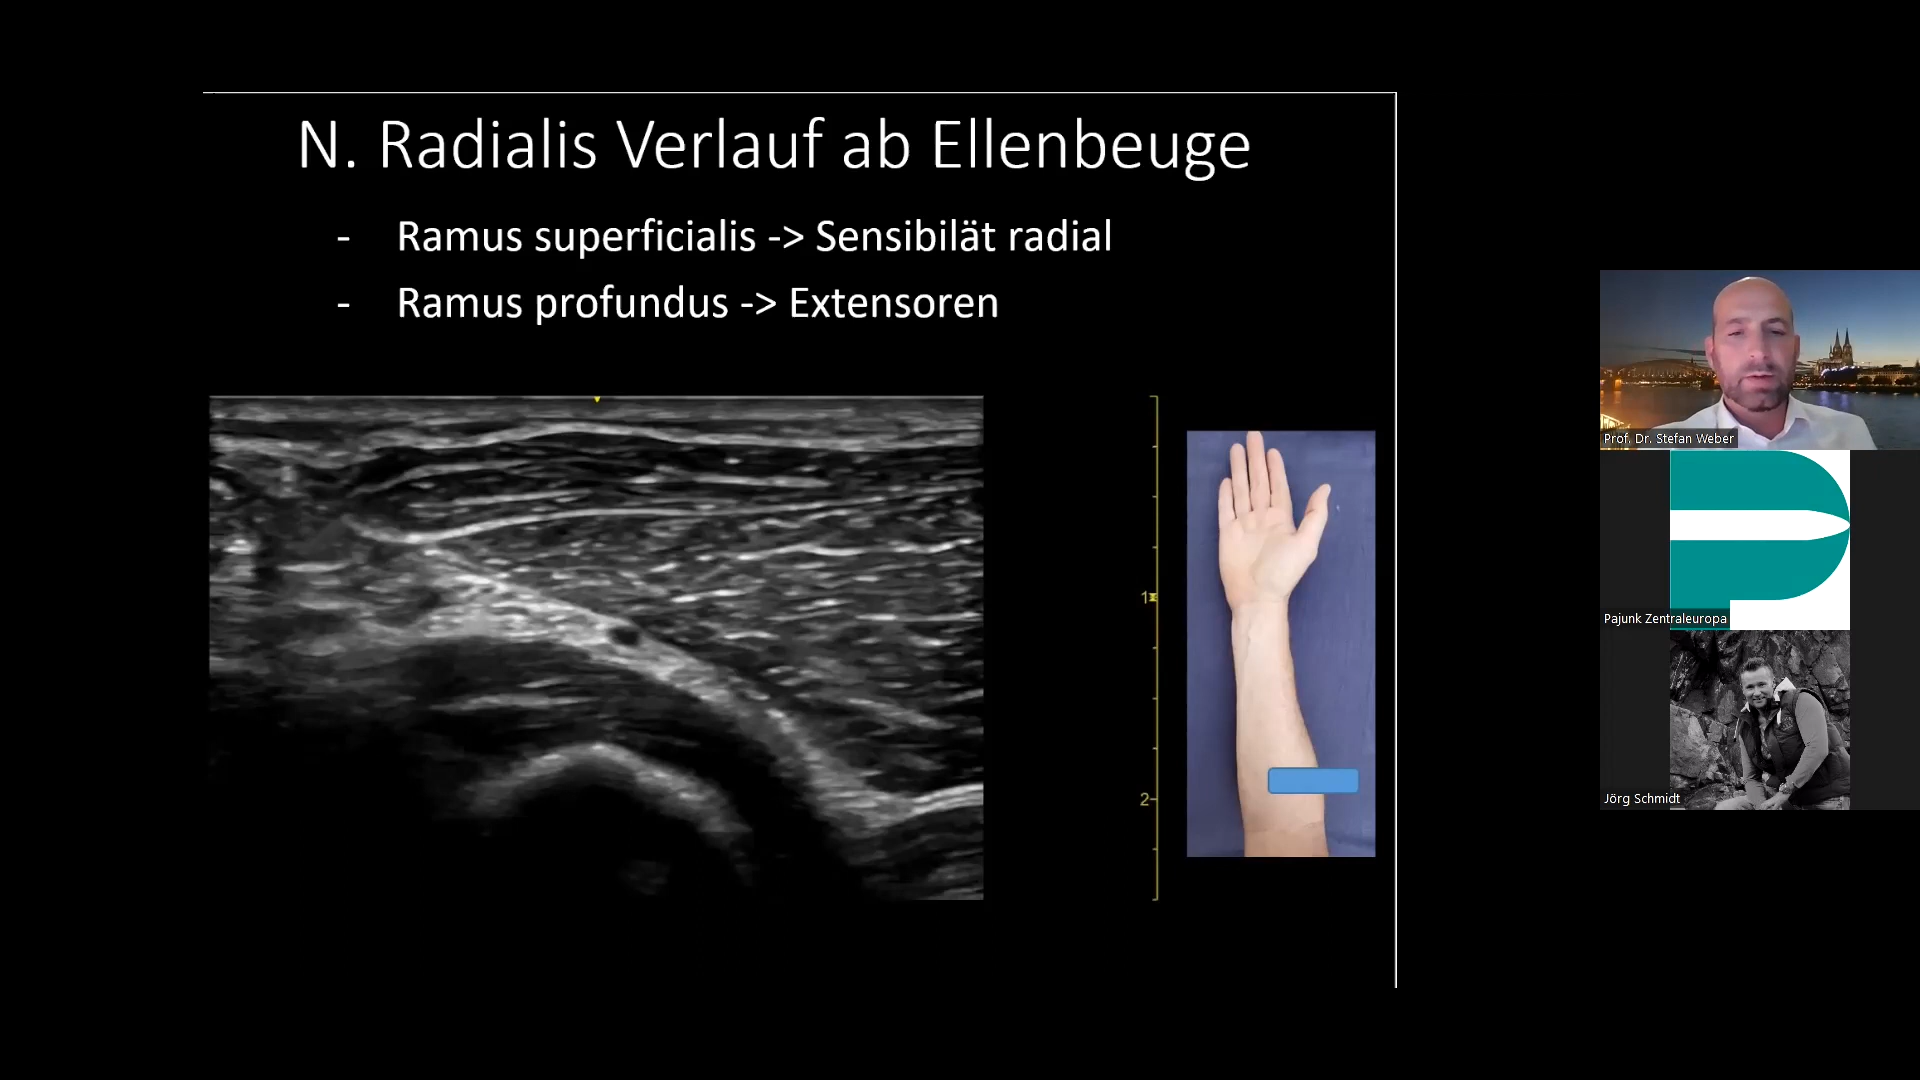 N. Radialis Verlauf ab Ellenbeuge
- Ramus superficialis -> Sensibilät radial
- Ramus profundus -> Extensoren
1
2
Prof. Dr. Stefan Weber
Pajunk Zentraleuropa
Jörg Schmidt